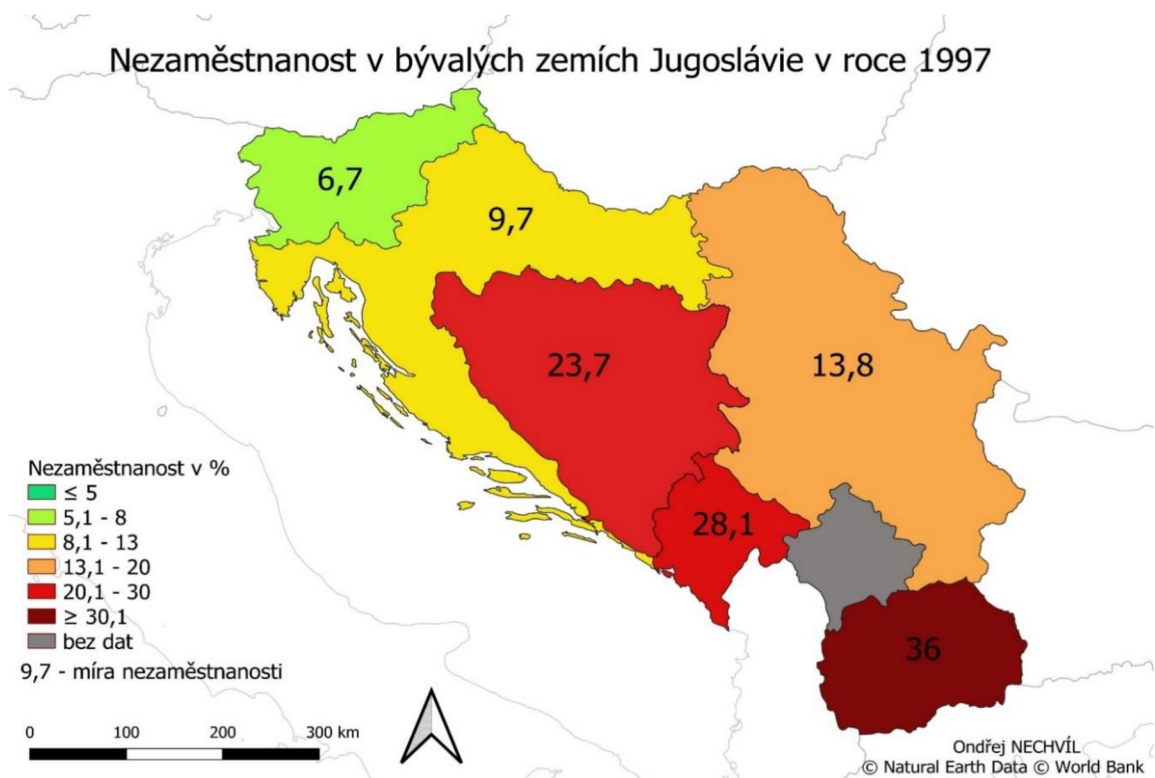 Nezaměstnanost v bývalých zemích Jugoslávie v roce 1997
6,7
9,7
23,7
13,8
28,1
36
Nezaměstnanost v %
≤ 5
5,1 - 8
8,1 - 13
13,1 - 20
20,1 - 30
≥ 30,1
bez dat
9,7 - míra nezaměstnanosti
0 100 200 300 km
Ondřej NECHVÍL
© Natural Earth Data © World Bank